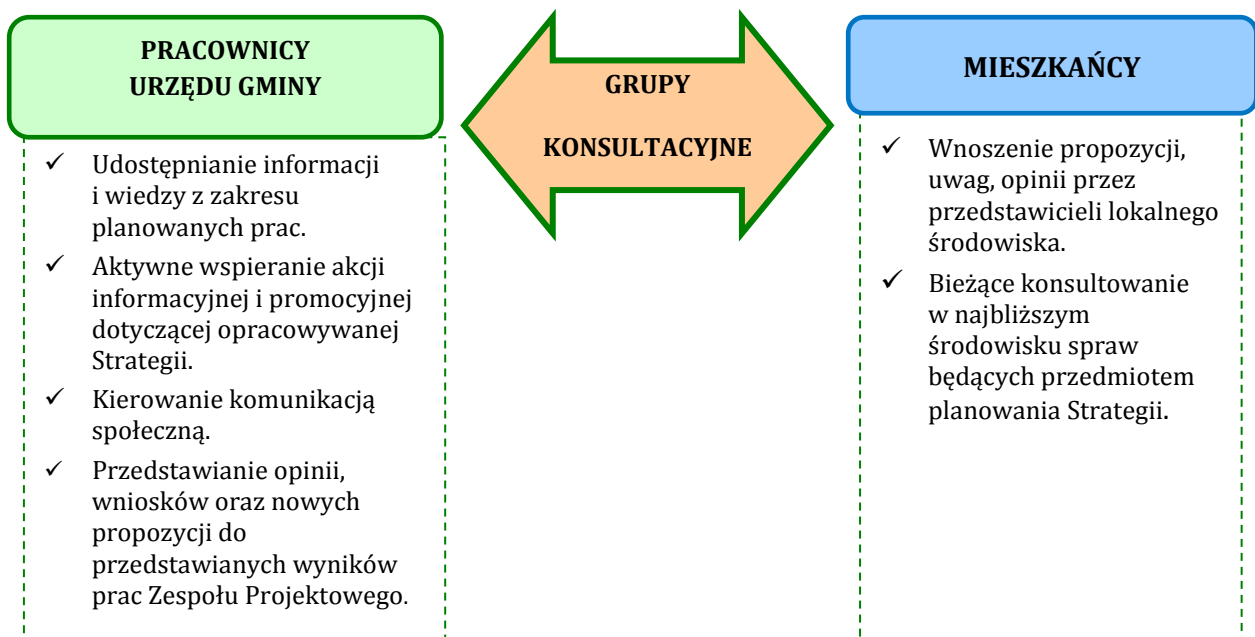 PRACOWNICY
URZĘDU GMINY
✓ Udostępnianie informacji
i wiedzy z zakresu
planowanych prac.
✓ Aktywne wspieranie akcji
informacyjnej i promocyjnej
dotyczącej opracowywanej
Strategii.
✓ Kierowanie komunikacją
społeczną.
✓ Przedstawianie opinii,
wniosków oraz nowych
propozycji do
przedstawianych wyników
prac Zespołu Projektowego.
GRUPY
KONSULTACYJNE
MIESZKAŃCY
✓ Wnoszenie propozycji,
uwag, opinii przez
przedstawicieli lokalnego
środowiska.
✓ Bieżące konsultowanie
w najbliższym
środowisku spraw
będących przedmiotem
planowania Strategii.